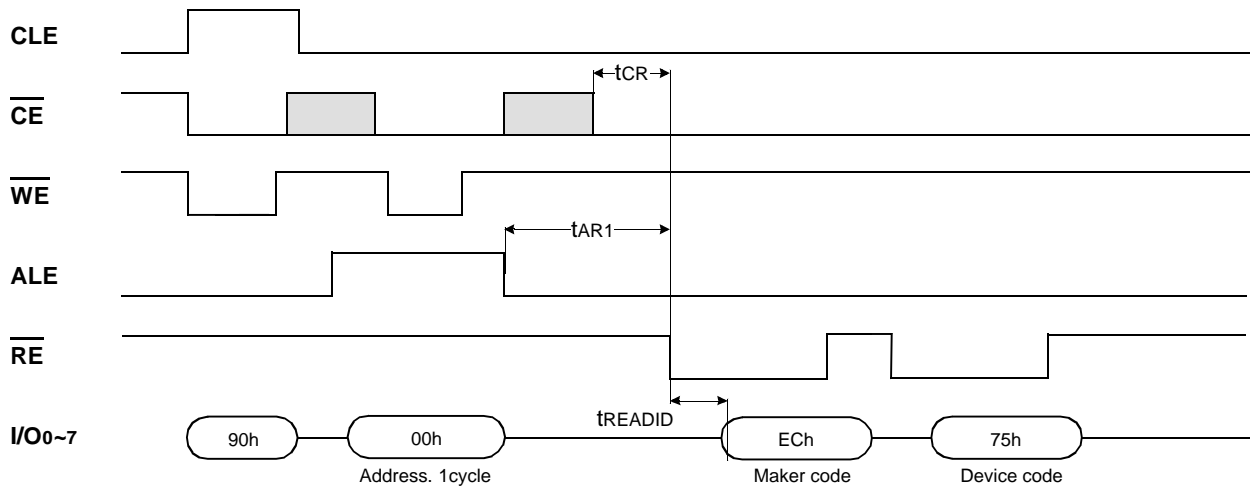 CLE
tCR
CE
WE
tAR1
ALE
RE
tREADID
I/O0~7
90h
00h
ECh
75h
Address. 1cycle
Maker code
Device code